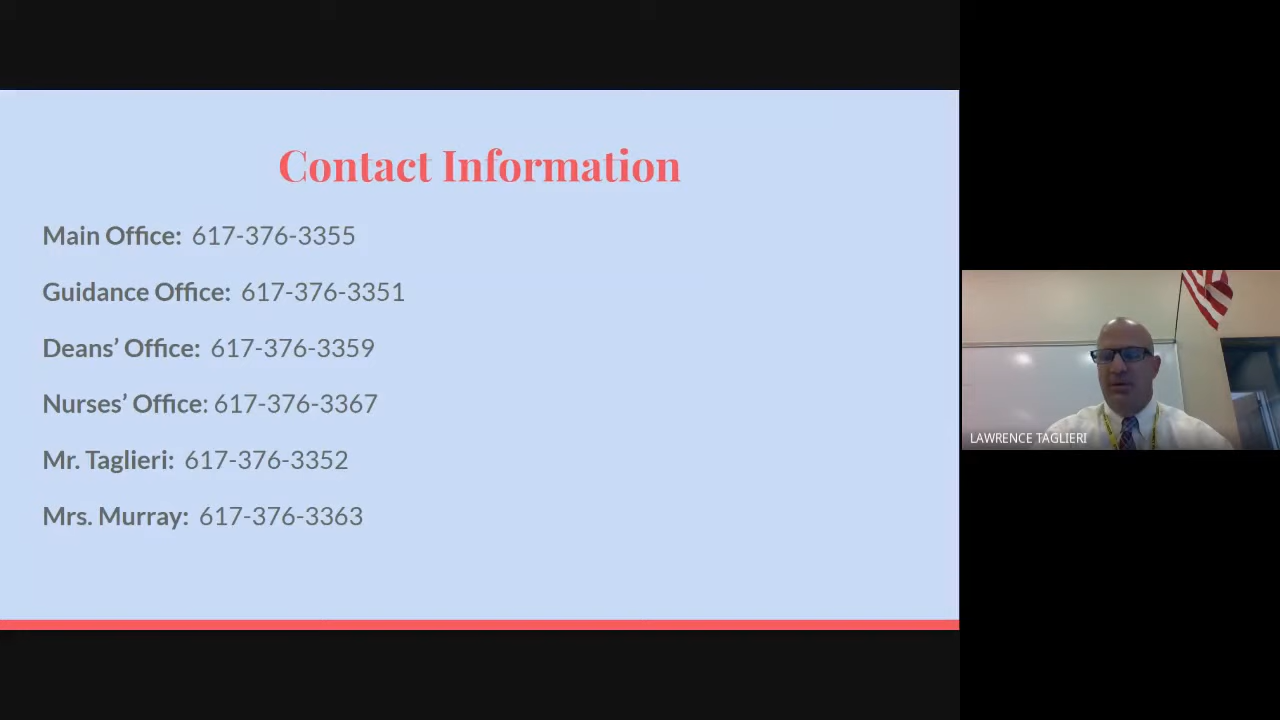 Contact Information
Main Office: 617-376-3355
Guidance Office: 617-376-3351
Deans’ Office: 617-376-3359
Nurses’ Office: 617-376-3367
Mr. Taglieri: 617-376-3352
Mrs. Murray: 617-376-3363
LAWRENCE TAGLIERI